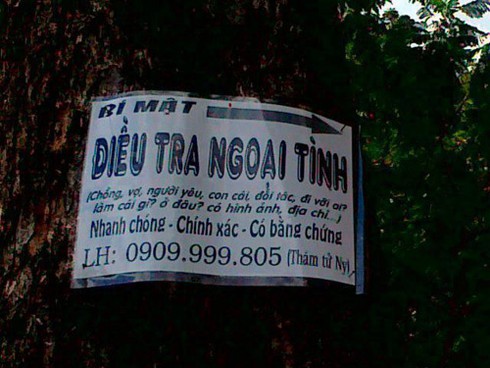 BÍ MẬT
ĐIỀU TRA NGOẠI TÌNH
(Chồng, vợ, người yêu, con cái, đối tác, đi với ai?
làm cái gì? ở đâu? có hình ảnh, địa chỉ...)
Nhanh chóng - Chính xác - Có bằng chứng
LH: 0909.999.805 (Thám tử Ny)